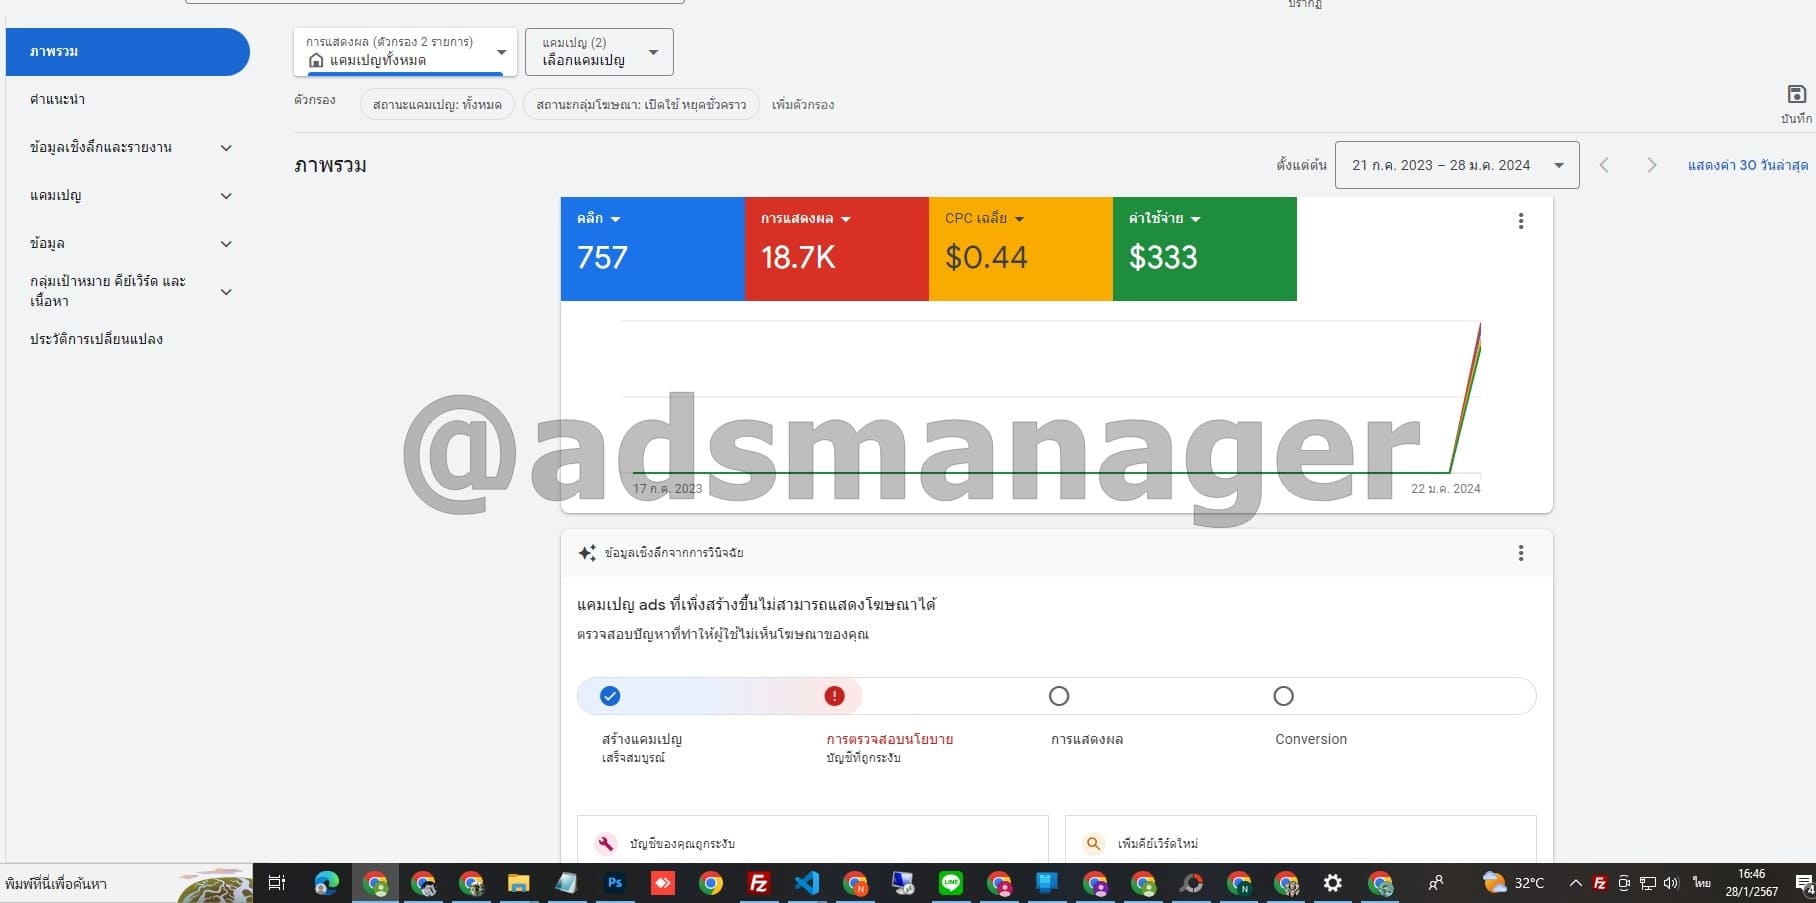 ปรากฏ
ภาพรวม
คำแนะนำ
ข้อมูลเชิงลึกและรายงาน
แคมเปญ
ข้อมูล
กลุ่มเป้าหมาย คีย์เวิร์ด และ
เนื้อหา
ประวัติการเปลี่ยนแปลง
การแสดงผล (ตัวกรอง 2 รายการ)
แคมเปญทั้งหมด
แคมเปญ (2)
เลือกแคมเปญ
ตัวกรอง
สถานะแคมเปญ: ทั้งหมด
สถานะกลุ่มโฆษณา: เปิดใช้ หยุดชั่วคราว
เพิ่มตัวกรอง
บันทึก
ภาพรวม
ตั้งแต่ต้น
21 ก.ค. 2023 – 28 ม.ค. 2024
แสดงค่า 30 วันล่าสุด
คลิก
757
การแสดงผล
18.7K
CPC เฉลี่ย
$0.44
ค่าใช้จ่าย
$333
@adsmanager
17 ก.ค. 2023
22 ม.ค. 2024
ข้อมูลเชิงลึกจากการวินิจฉัย
แคมเปญ ads ที่เพิ่งสร้างขึ้นไม่สามารถแสดงโฆษณาได้
ตรวจสอบปัญหาที่ทำให้ผู้ใช้ไม่เห็นโฆษณาของคุณ
สร้างแคมเปญ
เสร็จสมบูรณ์
การตรวจสอบนโยบาย
บัญชีที่ถูกระงับ
การแสดงผล
Conversion
บัญชีของคุณถูกระงับ
เพิ่มคีย์เวิร์ดใหม่
พิมพ์ที่นี่เพื่อค้นหา
Ps
Fz
N
LINE
N
32°C
Fz
ไทย
16:46
28/1/2567
4